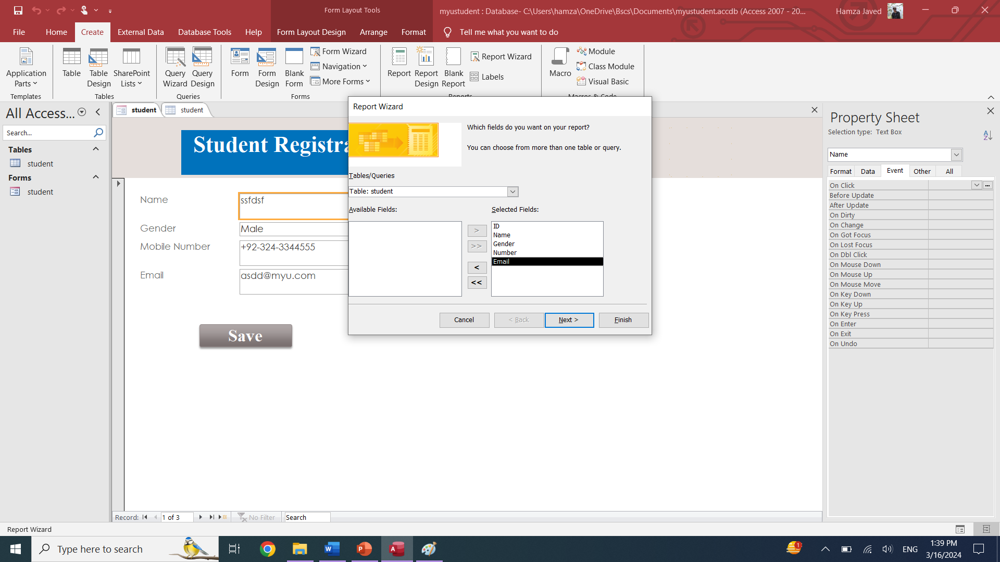 Form Layout Tools
myustudent : Database- C:\Users\hamza\OneDrive\Bscs\Documents\myustudent.accdb (Access 2007 - 20...
Hamza Javed
File Home Create External Data Database Tools Help Form Layout Design Arrange Format Tell me what you want to do
Application Parts
Table
Table Design
SharePoint Lists
Query Wizard
Query Design
Form
Form Design
Blank Form
Form Wizard
Navigation
More Forms
Report
Report Design
Blank Report
Report Wizard
Labels
Macro
Module
Class Module
Visual Basic
Templates
Tables
Queries
Forms
Reports
Macros & Code
All Access...
Search...
Tables
student
Forms
student
student
student
Student Registra
Name
ssfdsf
Gender
Male
Mobile Number
+92-324-3344555
Email
asdd@myu.com
Save
Report Wizard
Which fields do you want on your report?
You can choose from more than one table or query.
Tables/Queries
Table: student
Available Fields:
Selected Fields:
>
>>
<
<<
ID
Name
Gender
Number
Email
Cancel
< Back
Next >
Finish
Property Sheet
Selection type: Text Box
AZ
Name
Format Data Event Other All
On Click
...
Before Update
After Update
On Dirty
On Change
On Got Focus
On Lost Focus
On Dbl Click
On Mouse Down
On Mouse Up
On Mouse Move
On Key Down
On Key Up
On Key Press
On Enter
On Exit
On Undo
Record: 1 of 3 No Filter Search
Report Wizard
Type here to search
W
P
A
1
ENG
1:39 PM
3/16/2024